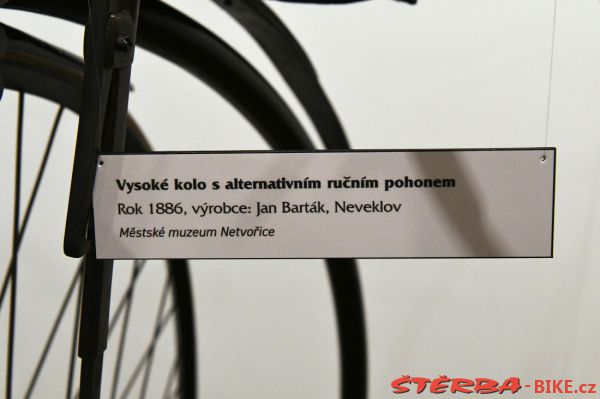 Vysoké kolo s alternativním ručním pohonem
Rok 1886, výrobce: Jan Barták, Neveklov
Městské muzeum Netvořice
ŠTĚRBA-BIKE.cz